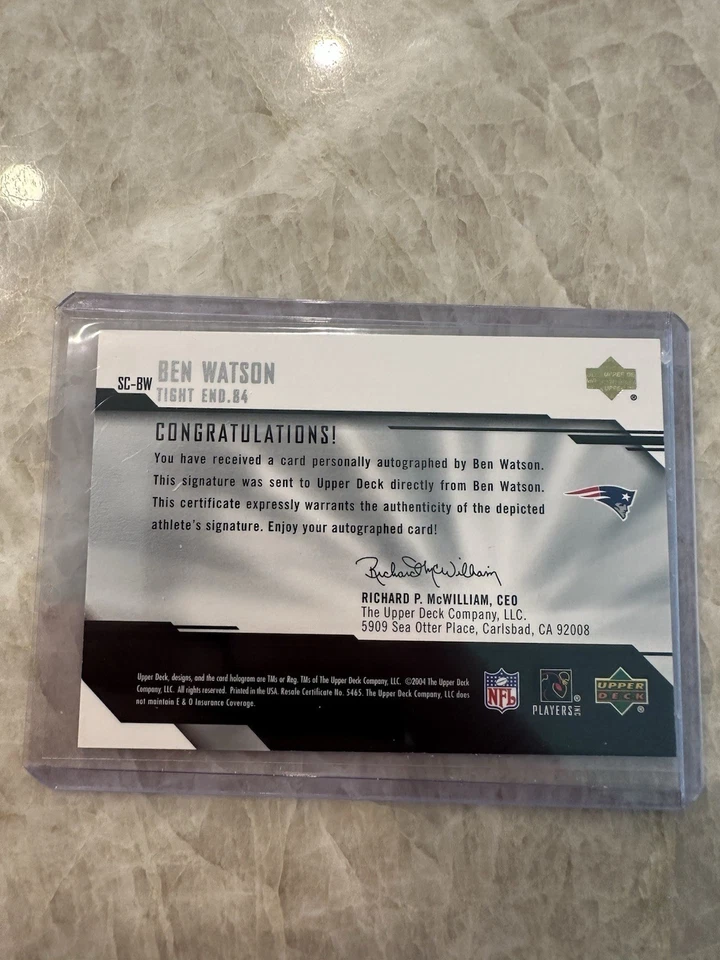 SC-BW
BEN WATSON
TIGHT END.84
CONGRATULATIONS!
You have received a card personally autographed by Ben Watson.
This signature was sent to Upper Deck directly from Ben Watson.
This certificate expressly warrants the authenticity of the depicted
athlete's signature. Enjoy your autographed card!
Richard P. McWilliam
RICHARD P. McWILLIAM, CEO
The Upper Deck Company, LLC.
5909 Sea Otter Place, Carlsbad, CA 92008
Upper Deck, designs, and the card hologram are TMs or Reg. TMs of The Upper Deck Company, LLC. ©2004 The Upper Deck
Company, LLC. All rights reserved. Printed in the USA. Resale Certificate No. 5465. The Upper Deck Company, LLC does
not maintain E & O Insurance Coverage.
NFL
PLAYERS INC
UPPER
DECK
®